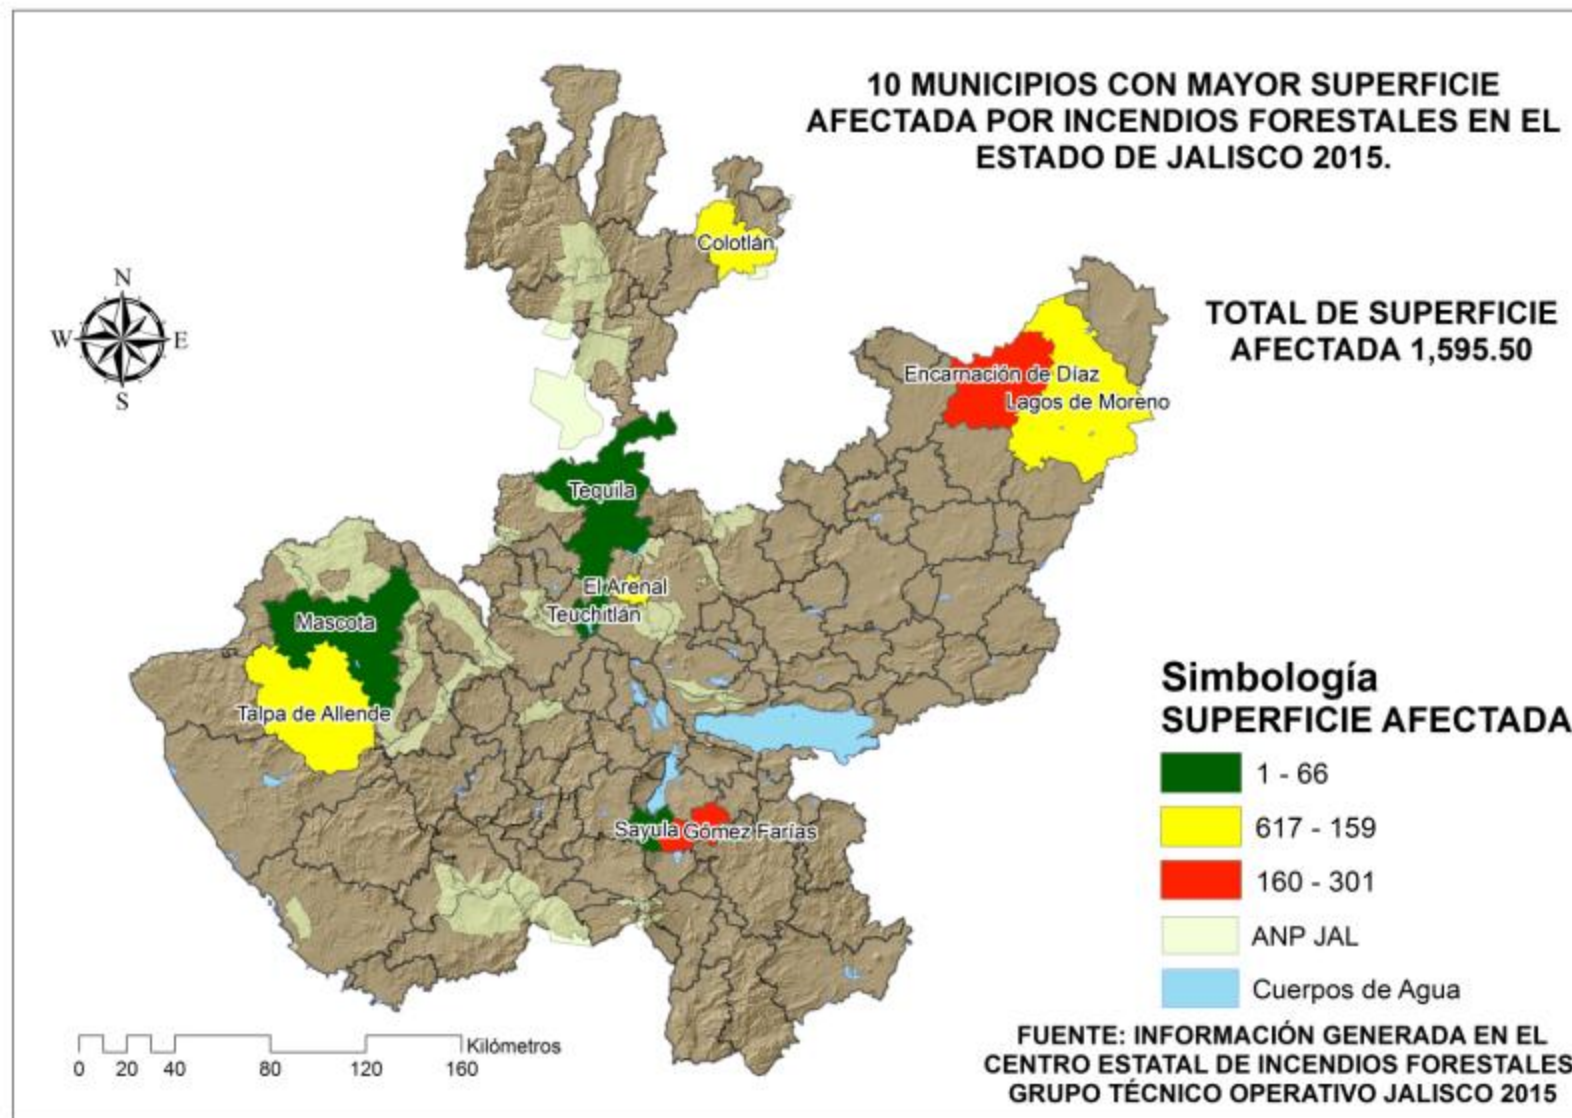 10 MUNICIPIOS CON MAYOR SUPERFICIE
AFECTADA POR INCENDIOS FORESTALES EN EL
ESTADO DE JALISCO 2015.
TOTAL DE SUPERFICIE
AFECTADA 1,595.50
N
W
E
S
Colotlán
Encarnación de Díaz
Lagos de Moreno
Tequila
El Arenal
Teuchitlán
Mascota
Talpa de Allende
Sayula
Gómez Farías
Simbología
SUPERFICIE AFECTADA
1 - 66
617 - 159
160 - 301
ANP JAL
Cuerpos de Agua
0 20 40 80 120 160
Kilómetros
FUENTE: INFORMACIÓN GENERADA EN EL
CENTRO ESTATAL DE INCENDIOS FORESTALES
GRUPO TÉCNICO OPERATIVO JALISCO 2015